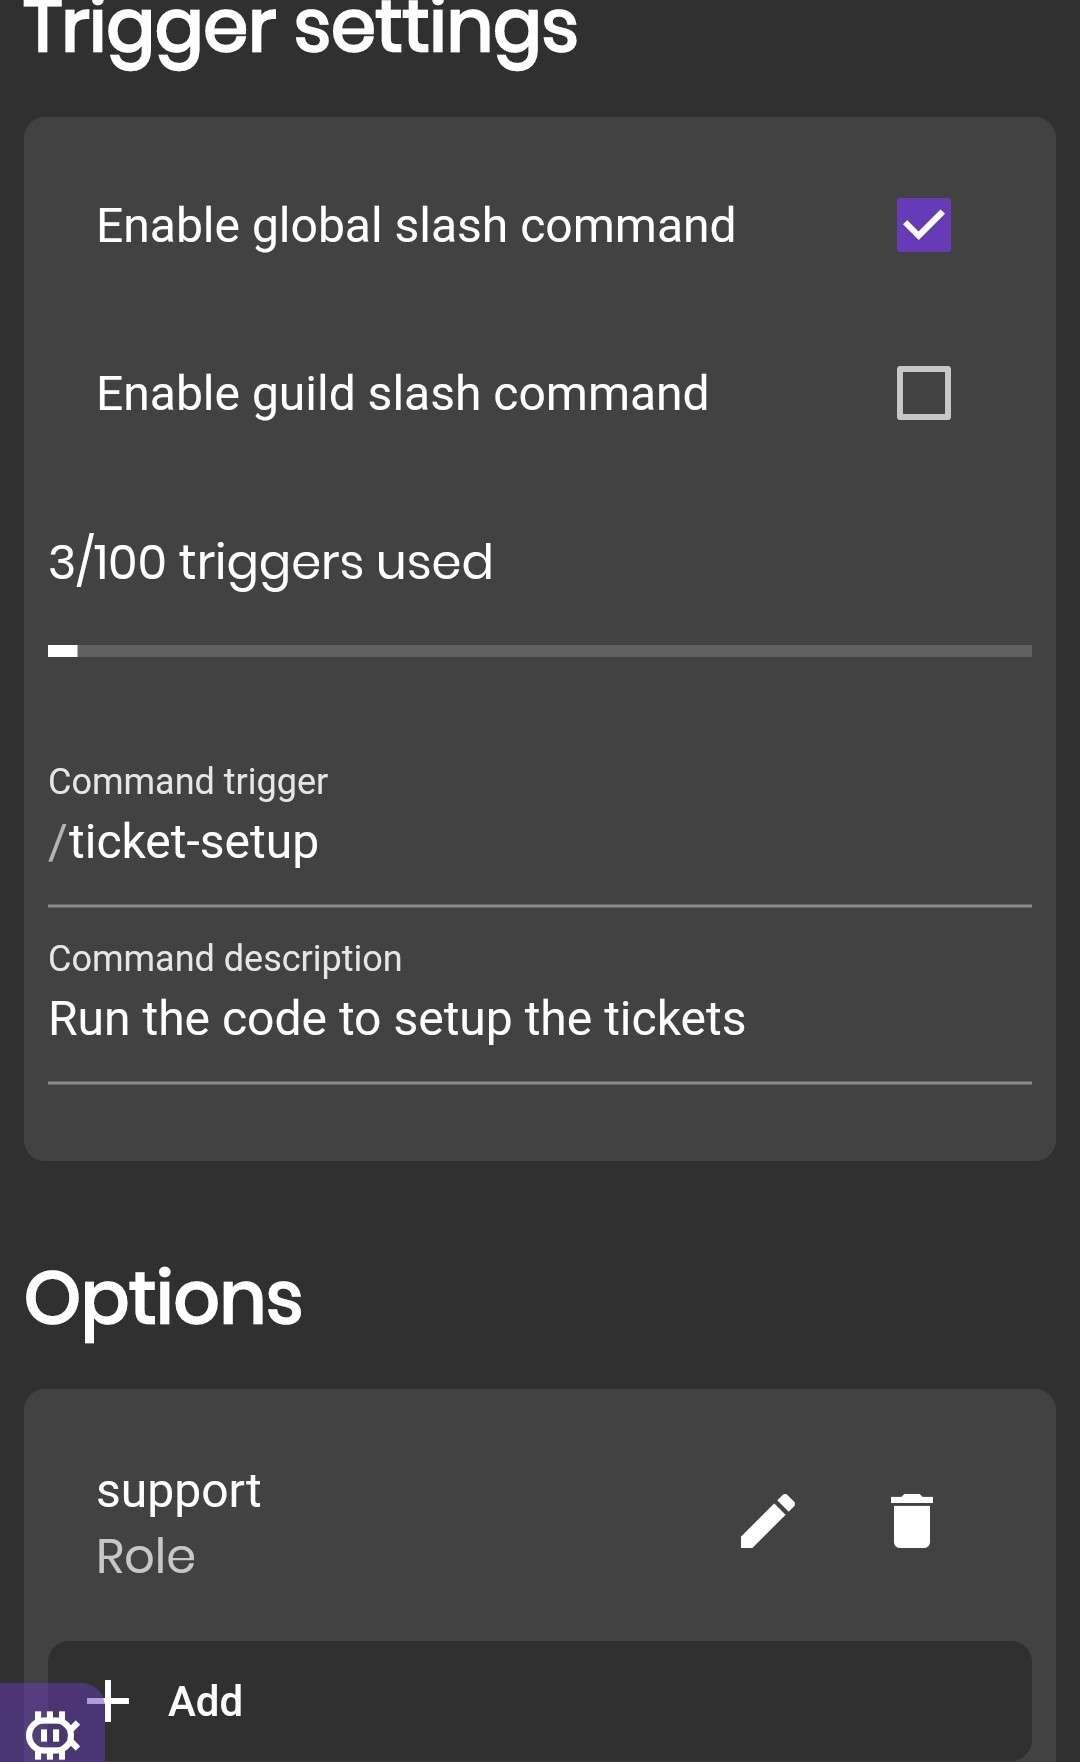 Trigger settings
Enable global slash command
Enable guild slash command
3/100 triggers used
Command trigger
/ticket-setup
Command description
Run the code to setup the tickets
Options
support
Role
Add